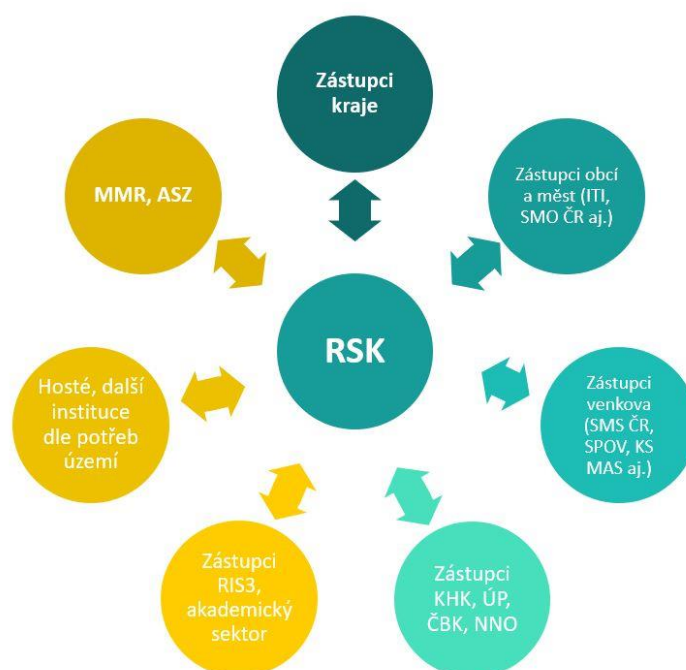 Zástupci
kraje
MMR, ASZ
Zástupci obcí
a měst (ITI,
SMO ČR aj.)
RSK
Hosté, další
instituce
dle potřeb
území
Zástupci
venkova
(SMS ČR,
SPOV, KS
MAS aj.)
Zástupci
RIS3,
akademický
sektor
Zástupci
KHK, ÚP,
ČBK, NNO